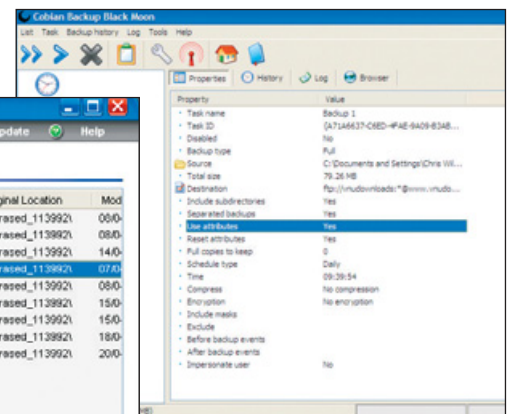 Cobian Backup Black Moon
List Task Backup history Log Tools Help
Properties History Log Browser
Property Value
Task name Backup 1
Task ID {A71A6637-C6ED-4FAE-9A09-B3AB...
Disabled No
Backup type Full
Source C:\Documents and Settings\Chris Wil...
Total size 79.26 MB
Destination ftp://vnudownloads:*@www.vnudo...
Include subdirectories Yes
Separated backups Yes
Use attributes Yes
Reset attributes Yes
Full copies to keep 0
Schedule type Daily
Time 09:39:54
Compress No compression
Encryption No encryption
Include masks
Exclude
Before backup events
After backup events
Impersonate user No
MB)
pdate Help
ginal Location Mod
rased_113992\ 08/0
rased_113992\ 08/0
rased_113992\ 14/0
rased_113992\ 07/0
rased_113992\ 08/0
rased_113992\ 15/0
rased_113992\ 15/0
rased_113992\ 18/0
rased_113992\ 20/0